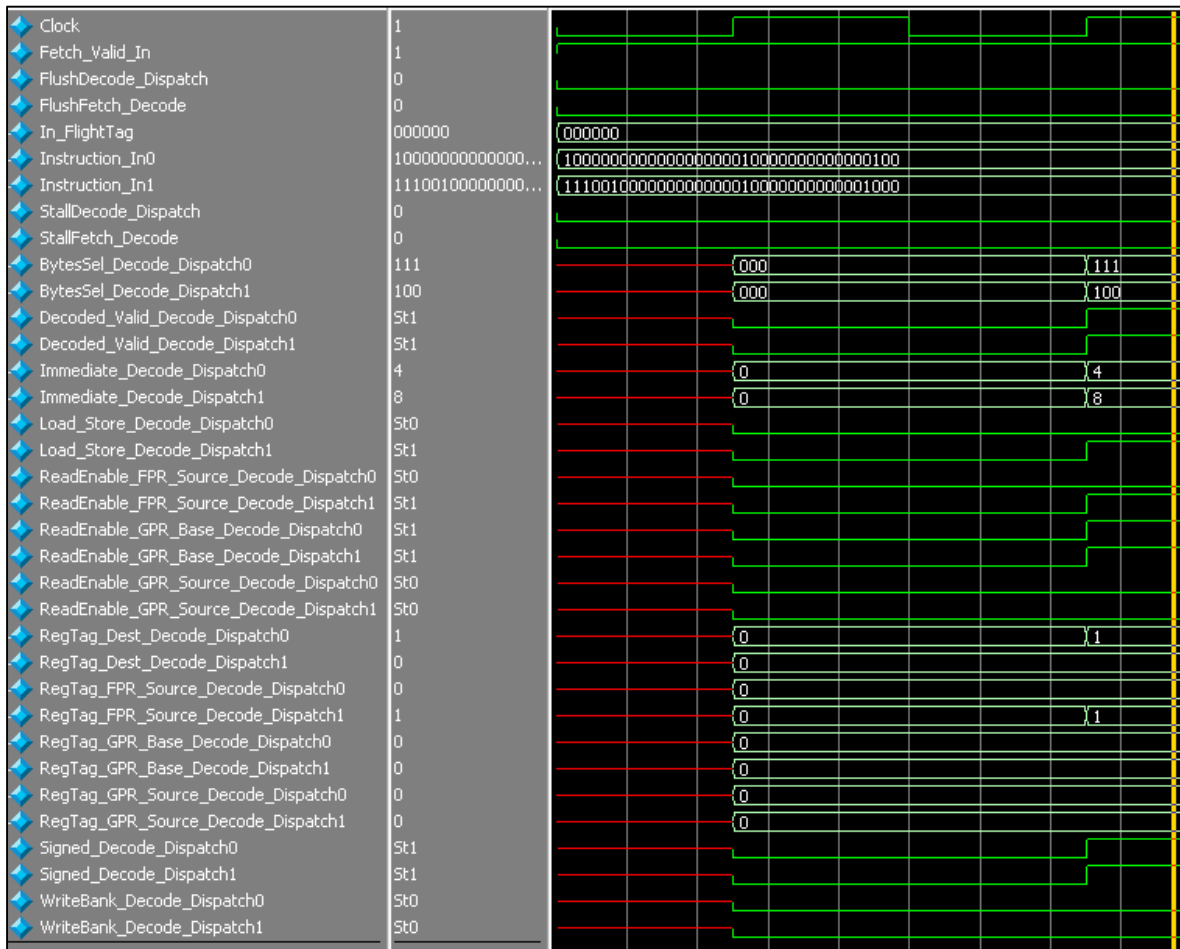 Clock 1
Fetch_Valid_In 1
FlushDecode_Dispatch 0
FlushFetch_Decode 0
In_FlightTag 000000 000000
Instruction_In0 10000000000000... 100000000000000000010000000000000100
Instruction_In1 11100100000000... 111001000000000000010000000000001000
StallDecode_Dispatch 0
StallFetch_Decode 0
BytesSel_Decode_Dispatch0 111 000 111
BytesSel_Decode_Dispatch1 100 000 100
Decoded_Valid_Decode_Dispatch0 St1
Decoded_Valid_Decode_Dispatch1 St1
Immediate_Decode_Dispatch0 4 0 4
Immediate_Decode_Dispatch1 8 0 8
Load_Store_Decode_Dispatch0 St0
Load_Store_Decode_Dispatch1 St1
ReadEnable_FPR_Source_Decode_Dispatch0 St0
ReadEnable_FPR_Source_Decode_Dispatch1 St1
ReadEnable_GPR_Base_Decode_Dispatch0 St1
ReadEnable_GPR_Base_Decode_Dispatch1 St1
ReadEnable_GPR_Source_Decode_Dispatch0 St0
ReadEnable_GPR_Source_Decode_Dispatch1 St0
RegTag_Dest_Decode_Dispatch0 1 0 1
RegTag_Dest_Decode_Dispatch1 0 0
RegTag_FPR_Source_Decode_Dispatch0 0 0
RegTag_FPR_Source_Decode_Dispatch1 1 0 1
RegTag_GPR_Base_Decode_Dispatch0 0 0
RegTag_GPR_Base_Decode_Dispatch1 0 0
RegTag_GPR_Source_Decode_Dispatch0 0 0
RegTag_GPR_Source_Decode_Dispatch1 0 0
Signed_Decode_Dispatch0 St1
Signed_Decode_Dispatch1 St1
WriteBank_Decode_Dispatch0 St0
WriteBank_Decode_Dispatch1 St0